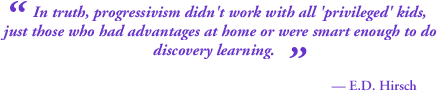 “ In truth, progressivism didn't work with all 'privileged' kids,
just those who had advantages at home or were smart enough to do
discovery learning. ”
— E.D. Hirsch